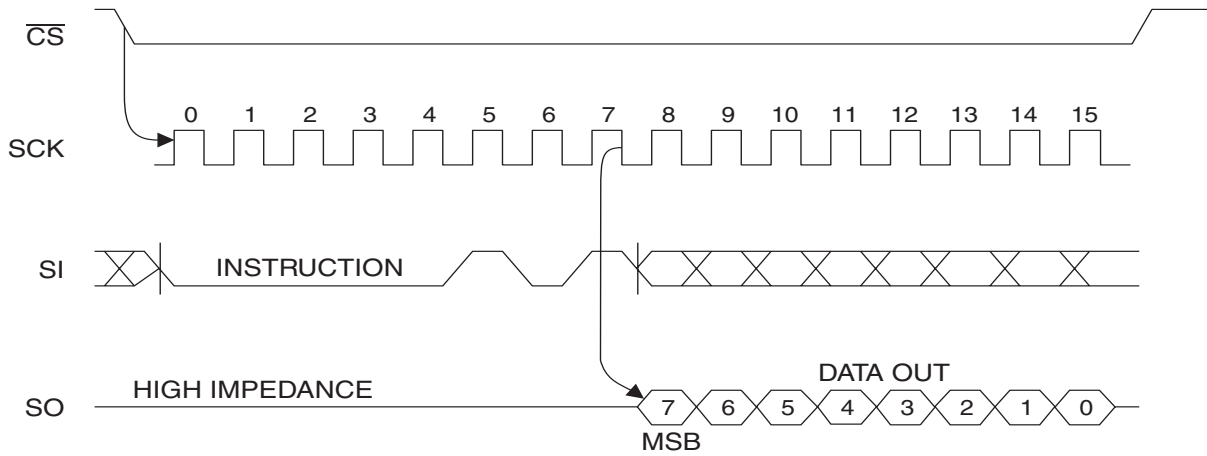 CS
0 1 2 3 4 5 6 7 8 9 10 11 12 13 14 15
SCK
SI
INSTRUCTION
HIGH IMPEDANCE
DATA OUT
SO
7 6 5 4 3 2 1 0
MSB